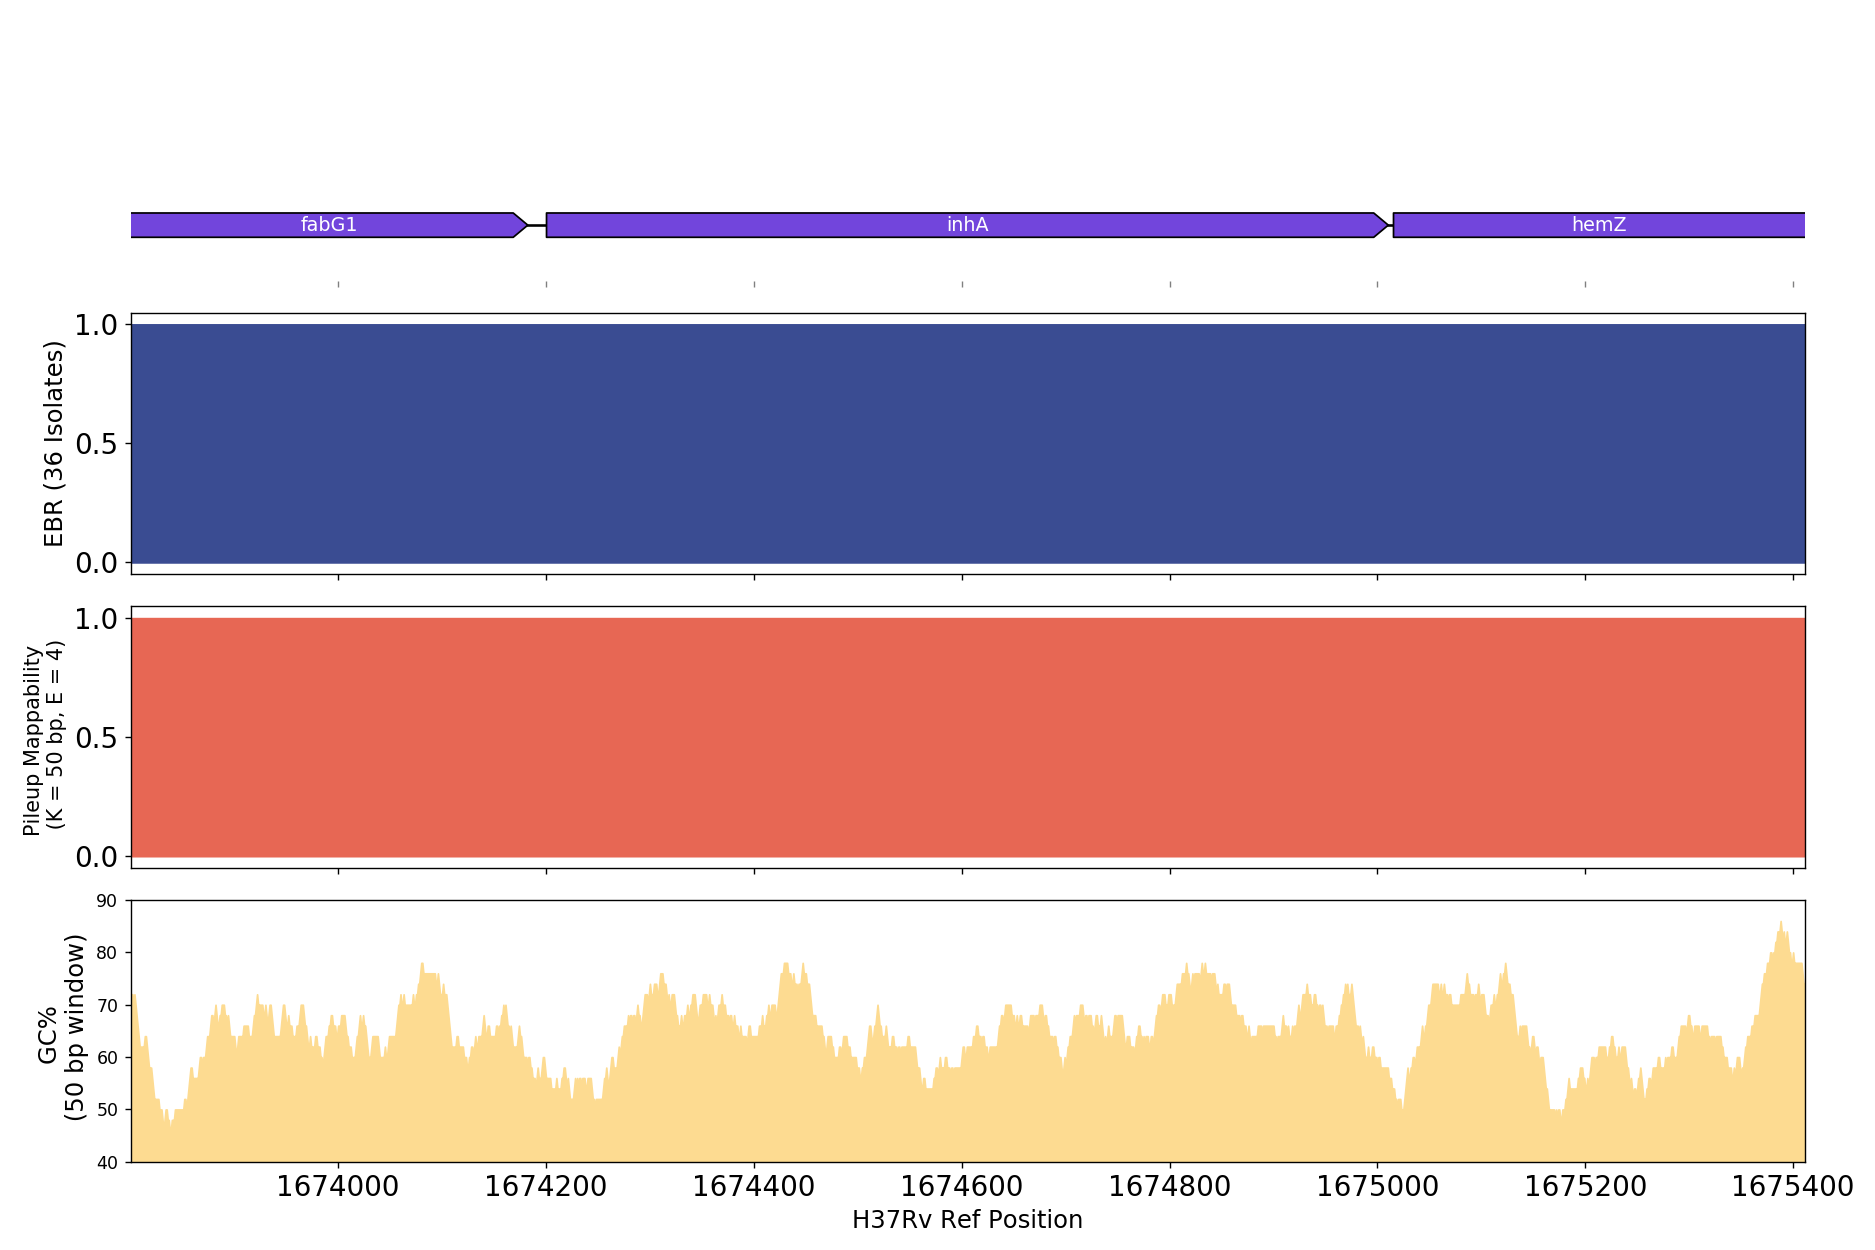 fabG1
inhA
hemZ
EBR (36 Isolates)
1.0
0.5
0.0
Pileup Mappability
(K = 50 bp, E = 4)
1.0
0.5
0.0
GC%
(50 bp window)
90
80
70
60
50
40
1674000
1674200
1674400
1674600
1674800
1675000
1675200
1675400
H37Rv Ref Position